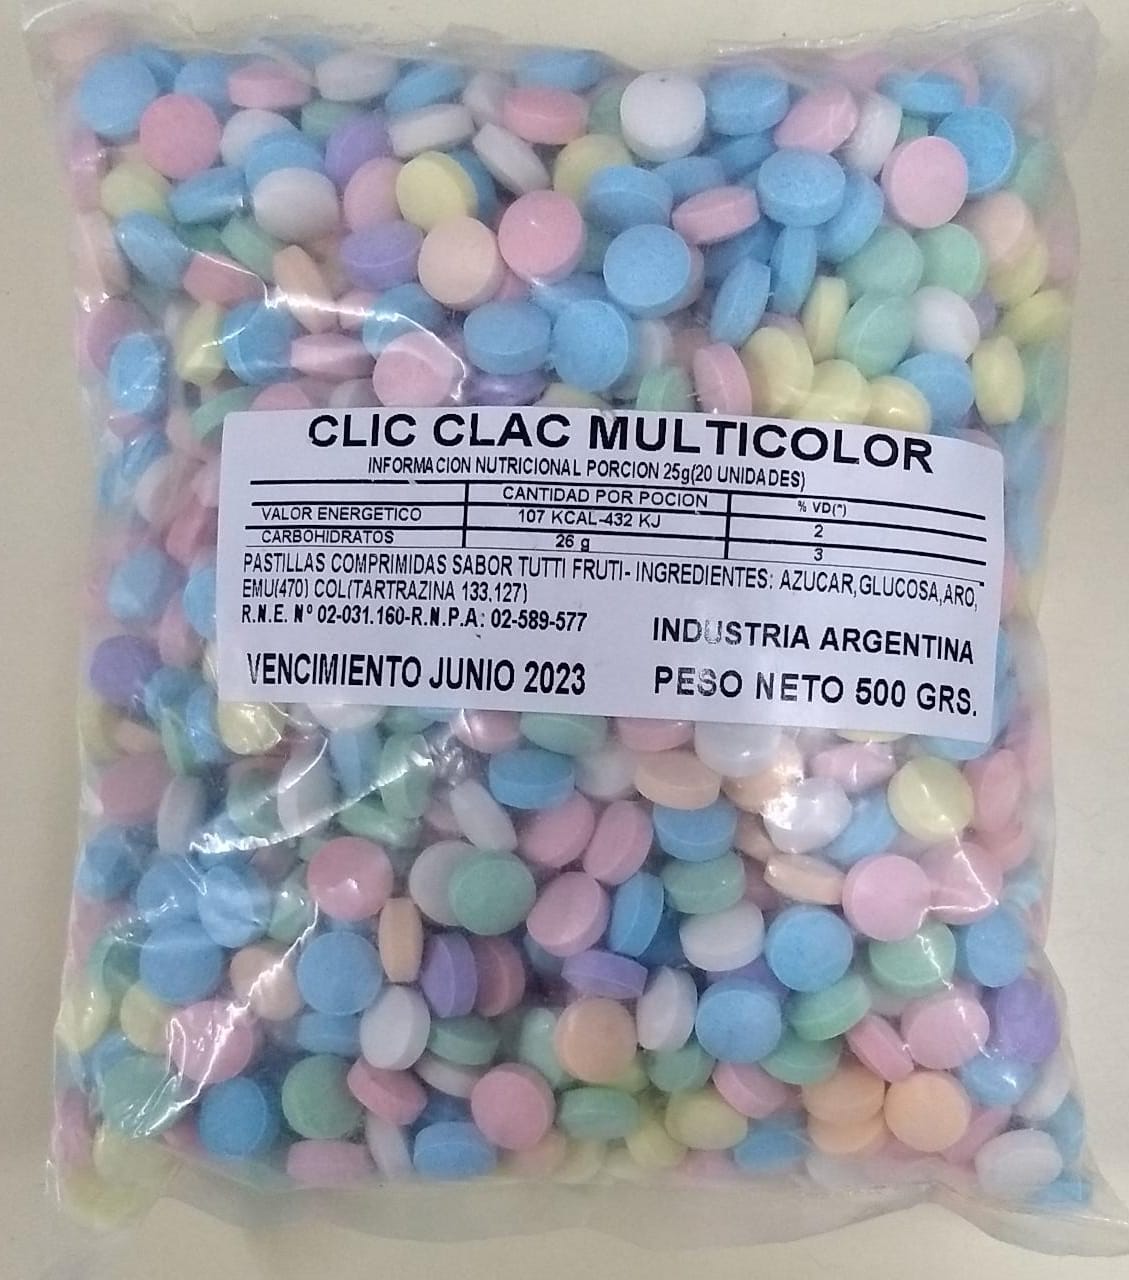 CLIC CLAC MULTICOLOR
INFORMACION NUTRICIONAL PORCION 25g(20 UNIDADES)
CANTIDAD POR POCION % VD(*)
VALOR ENERGETICO 107 KCAL-432 KJ 2
CARBOHIDRATOS 26 g 3
PASTILLAS COMPRIMIDAS SABOR TUTTI FRUTI- INGREDIENTES: AZUCAR,GLUCOSA,ARO,
EMU(470) COL(TARTRAZINA 133,127)
R.N.E. Nº 02-031.160-R.N.P.A: 02-589-577
INDUSTRIA ARGENTINA
VENCIMIENTO JUNIO 2023
PESO NETO 500 GRS.